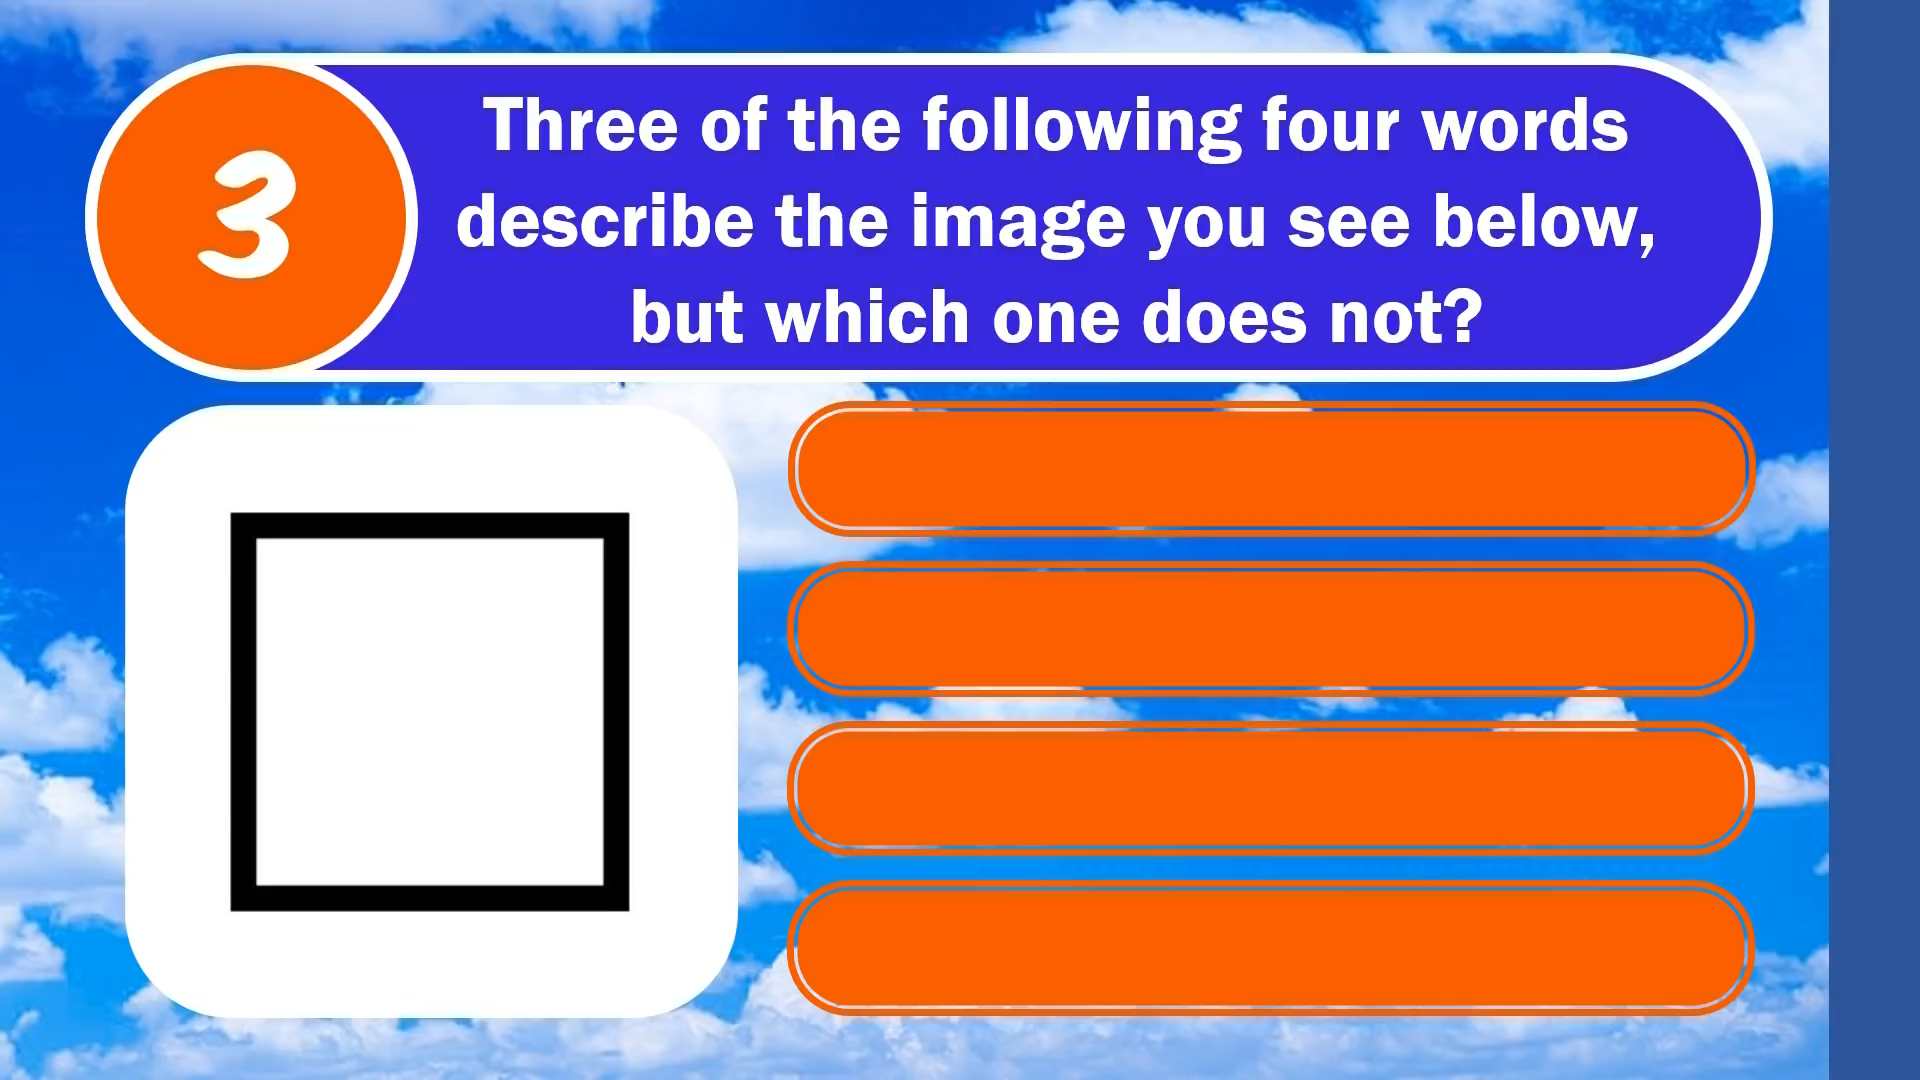 3
Three of the following four words
describe the image you see below,
but which one does not?